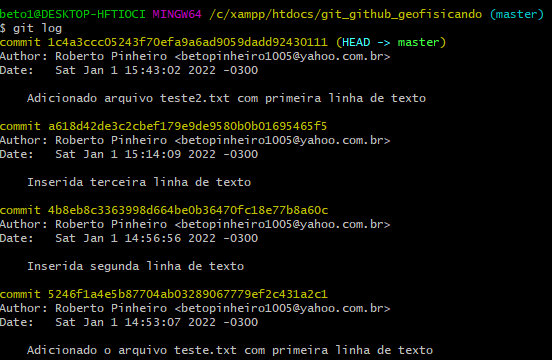 beto1@DESKTOP-HFTIOCI MINGW64 /c/xampp/htdocs/git_github_geofisicando (master)
$ git log
commit 1c4a3ccc05243f70efa9a6ad9059dadd92430111 (HEAD -> master)
Author: Roberto Pinheiro <betopinheiro1005@yahoo.com.br>
Date:   Sat Jan 1 15:43:02 2022 -0300
Adicionado arquivo teste2.txt com primeira linha de texto
commit a618d42de3c2cbef179e9de9580b0b01695465f5
Author: Roberto Pinheiro <betopinheiro1005@yahoo.com.br>
Date:   Sat Jan 1 15:14:09 2022 -0300
Inserida terceira linha de texto
commit 4b8eb8c3363998d664be0b36470fc18e77b8a60c
Author: Roberto Pinheiro <betopinheiro1005@yahoo.com.br>
Date:   Sat Jan 1 14:56:56 2022 -0300
Inserida segunda linha de texto
commit 5246f1a4e5b87704ab03289067779ef2c431a2c1
Author: Roberto Pinheiro <betopinheiro1005@yahoo.com.br>
Date:   Sat Jan 1 14:53:07 2022 -0300
Adicionado o arquivo teste.txt com primeira linha de texto